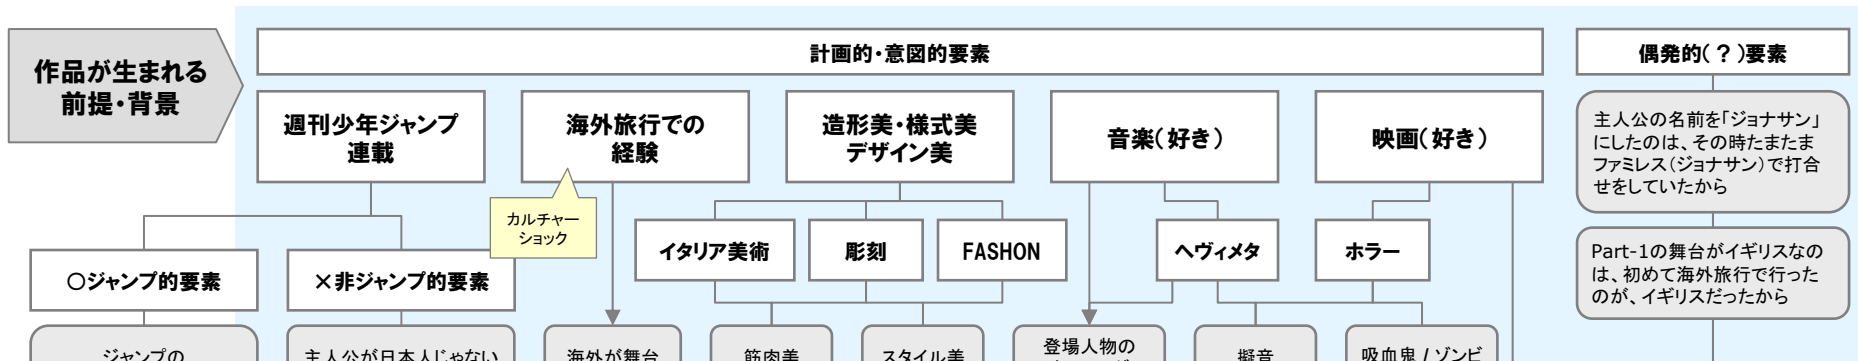 作品が生まれる
前提・背景
計画的・意図的要素
偶発的(？)要素
週刊少年ジャンプ
連載
海外旅行での
経験
造形美・様式美
デザイン美
音楽(好き)
映画(好き)
主人公の名前を「ジョナサン」
にしたのは、その時たまたま
ファミレス(ジョナサン)で打合
せをしていたから
カルチャー
ショック
イタリア美術
彫刻
FASHON
ヘヴィメタ
ホラー
○ジャンプ的要素
×非ジャンプ的要素
Part-1の舞台がイギリスなの
は、初めて海外旅行で行った
のが、イギリスだったから
ジャンプの
主人公が日本人じゃない
海外が舞台
筋肉美
スタイル美
登場人物の
擬音
吸血鬼 / ゾンビ